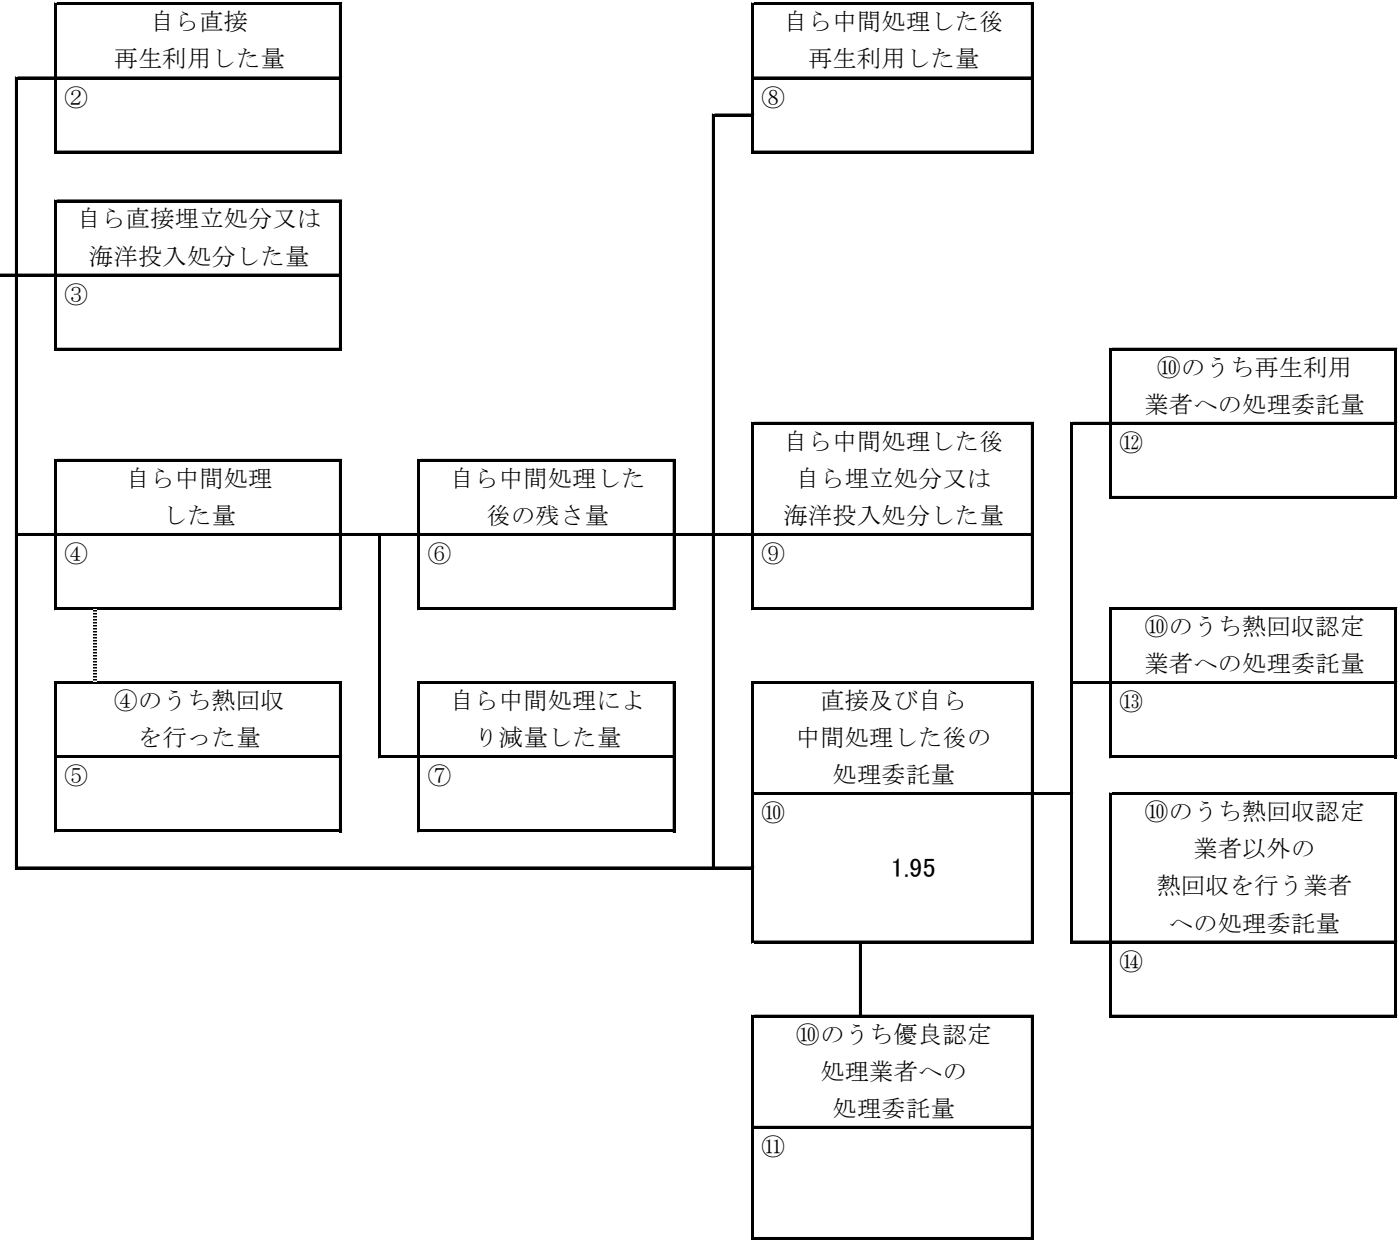 自ら直接
再生利用した量
②
自ら中間処理した後
再生利用した量
⑧
自ら直接埋立処分又は
海洋投入処分した量
③
⑩のうち再生利用
業者への処理委託量
⑫
自ら中間処理
した量
④
自ら中間処理した
後の残さ量
⑥
自ら中間処理した後
自ら埋立処分又は
海洋投入処分した量
⑨
⑩のうち熱回収認定
業者への処理委託量
⑬
④のうち熱回収
を行った量
⑤
自ら中間処理によ
り減量した量
⑦
直接及び自ら
中間処理した後の
処理委託量
⑩
1.95
⑩のうち熱回収認定
業者以外の
熱回収を行う業者
への処理委託量
⑭
⑩のうち優良認定
処理業者への
処理委託量
⑪